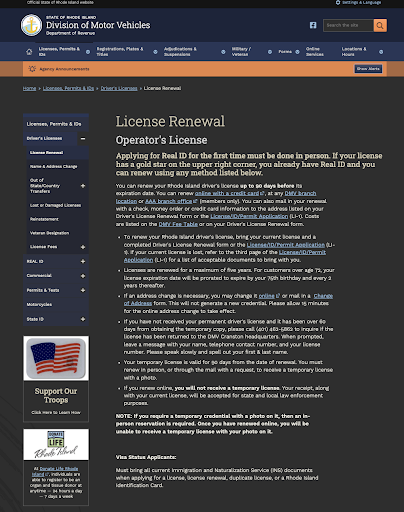 Official State of Rhode Island website
Settings & Language
STATE OF RHODE ISLAND
Division of Motor Vehicles
Department of Revenue
Search the site
Licenses, Permits & IDs
Registrations, Plates & Titles
Adjudications & Suspensions
Military / Veteran
Forms
Online Services
Locations & Hours
Agency Announcements
Show Alerts
Home > Licenses, Permits & IDs > Driver's Licenses > License Renewal
Licenses, Permits & IDs
Driver's Licenses
License Renewal
Name & Address Change
Out of
State/Country
Transfers
Lost or Damaged Licenses
Reinstatement
Veteran Designation
License Fees
REAL ID
Commercial
Permits & Tests
Motorcycles
State ID
Support Our
Troops
Click Here to Learn How
DONATE
LIFE
Rhode Island
At Donate Life Rhode
Island, individuals are
able to register to be an
organ and tissue donor at
anytime — 24 hours a day
— 7 days a week
License Renewal
Operator's License
Applying for Real ID for the first time must be done in person. If your license
has a gold star on the upper right corner, you already have Real ID and you
can renew using any method listed below.
You can renew your Rhode Island driver's license up to 90 days before its
expiration date. You can renew online with a credit card, at any DMV branch
location or AAA branch office (members only). You can also mail in your renewal
with a check, money order or credit card information to the address listed on your
Driver's License Renewal form or the License/ID/Permit Application (LI-1). Costs
are listed on the DMV Fee Table or on your Driver's License Renewal form.
• To renew your Rhode Island driver's license, bring your current license and a
completed Driver's License Renewal form or the License/ID/Permit Application (LI-
1). If your current license is lost, refer to the third page of the License/ID/Permit
Application (LI-1) for a list of acceptable documents to bring with you.
• Licenses are renewed for a maximum of five years. For customers over age 72, your
license expiration date will be prorated to expire by your 75th birthday and every 2 years
thereafter.
• If an address change is necessary, you may change it online or mail in a Change
of Address form. This will not generate a new credential. Please allow 15 minutes
for the online address change to take effect.
• If you have not received your permanent driver's license and it has been over 60
days from obtaining the temporary copy, please call (401) 462-5862 to inquire if the
license has been returned to the DMV Cranston headquarters. When prompted,
leave a message with your name, telephone contact number, and your license
number. Please speak slowly and spell out your first & last name.
• Your temporary license is valid for 90 days from the date of renewal. You must
renew in person, or through the mail with a request, to receive a temporary license
with a photo.
• If you renew online, you will not receive a temporary license. Your receipt, along
with your current license, will be accepted for state and local law enforcement
purposes.
NOTE: If you require a temporary credential with a photo on it, then an in-
person reservation is required. Once you have renewed online, you will be
unable to receive a temporary license with your photo on it.
Visa Status Applicants:
Must bring all current Immigration and Naturalization Service (INS) documents
when applying for a license, license renewal, duplicate license, or a Rhode Island
Identification Card.